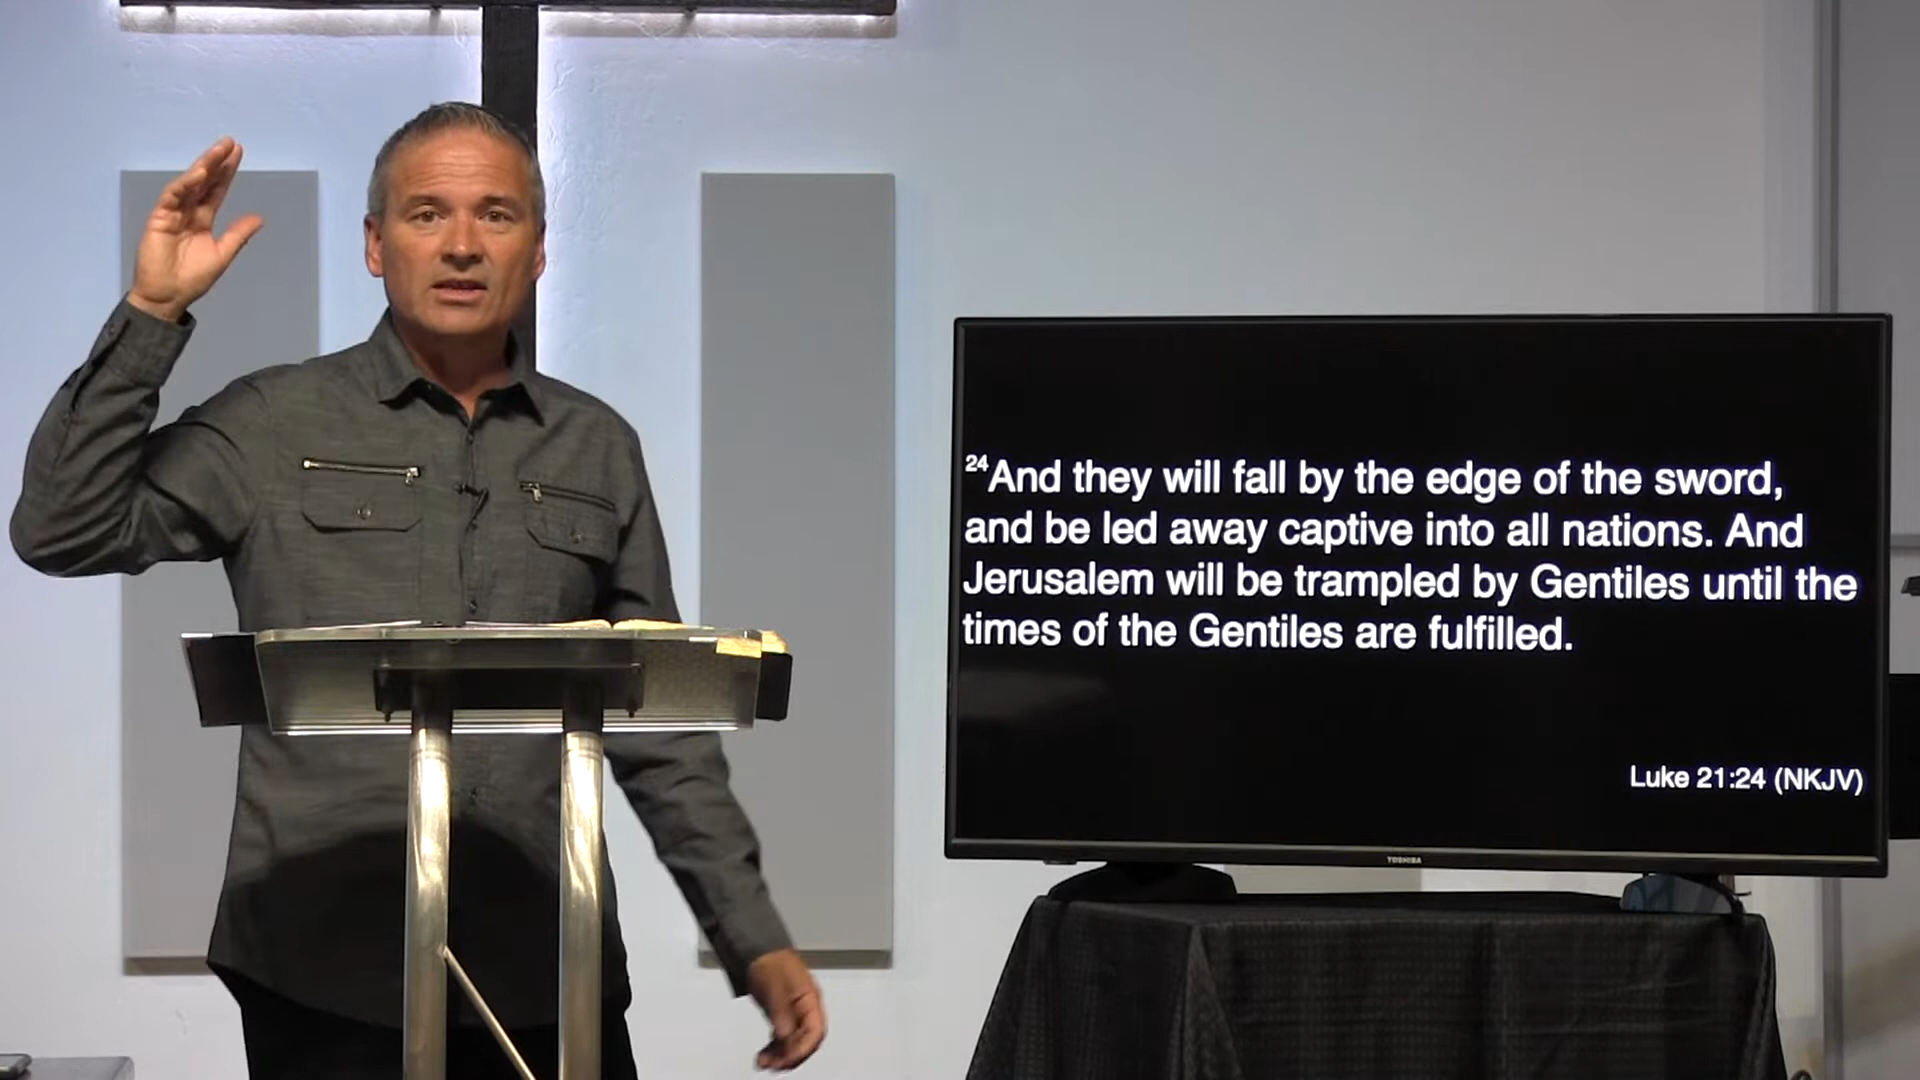 24And they will fall by the edge of the sword,
and be led away captive into all nations. And
Jerusalem will be trampled by Gentiles until the
times of the Gentiles are fulfilled.
Luke 21:24 (NKJV)
TOSHIBA